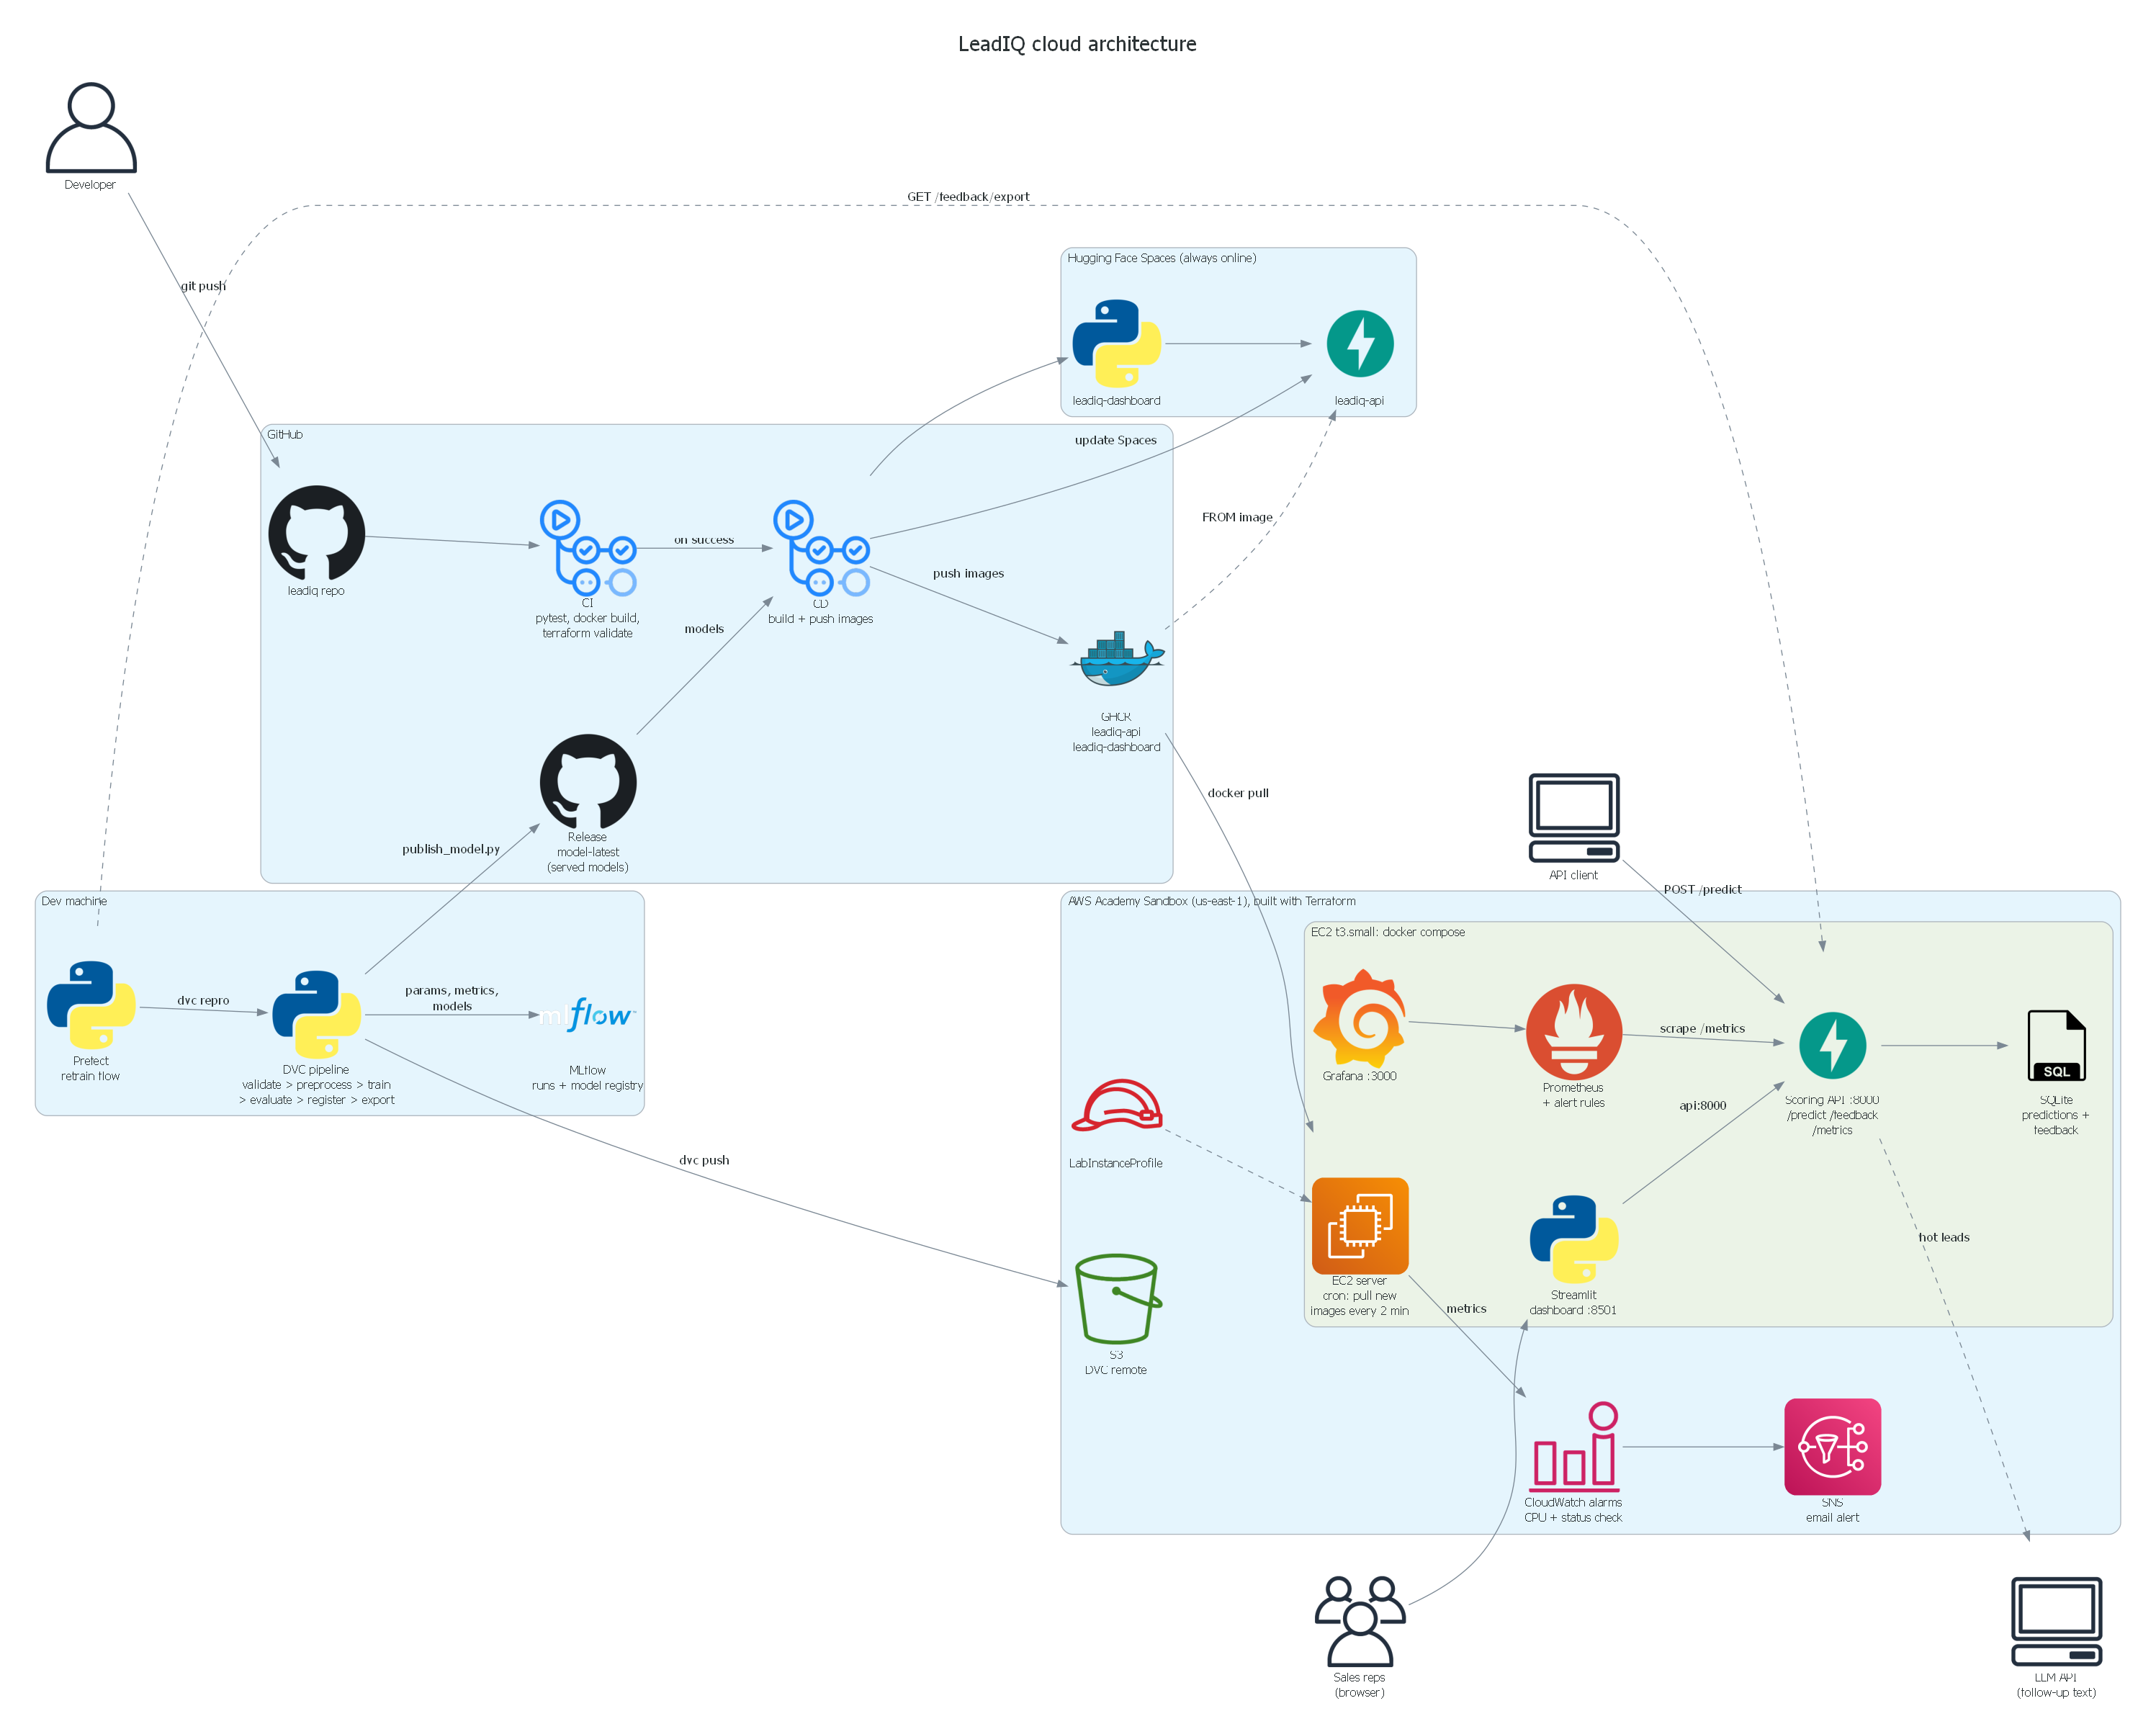 LeadIQ cloud architecture
Developer
GET /feedback/export
git push
Hugging Face Spaces (always online)
leadiq-dashboard
leadiq-api
GitHub
update Spaces
leadiq repo
CI
pytest, docker build,
terraform validate
on success
CD
build + push images
push images
FROM image
models
GHCR
leadiq-api
leadiq-dashboard
docker pull
Release
model-latest
(served models)
publish_model.py
API client
POST /predict
Dev machine
Prefect
retrain flow
dvc repro
DVC pipeline
validate > preprocess > train
> evaluate > register > export
params, metrics,
models
mlflow
MLflow
runs + model registry
dvc push
AWS Academy Sandbox (us-east-1), built with Terraform
EC2 t3.small: docker compose
Grafana :3000
Prometheus
+ alert rules
scrape /metrics
Scoring API :8000
/predict /feedback
/metrics
SQL
SQLite
predictions +
feedback
api:8000
LabInstanceProfile
EC2 server
cron: pull new
images every 2 min
Streamlit
dashboard :8501
metrics
hot leads
S3
DVC remote
CloudWatch alarms
CPU + status check
SNS
email alert
Sales reps
(browser)
LLM API
(follow-up text)